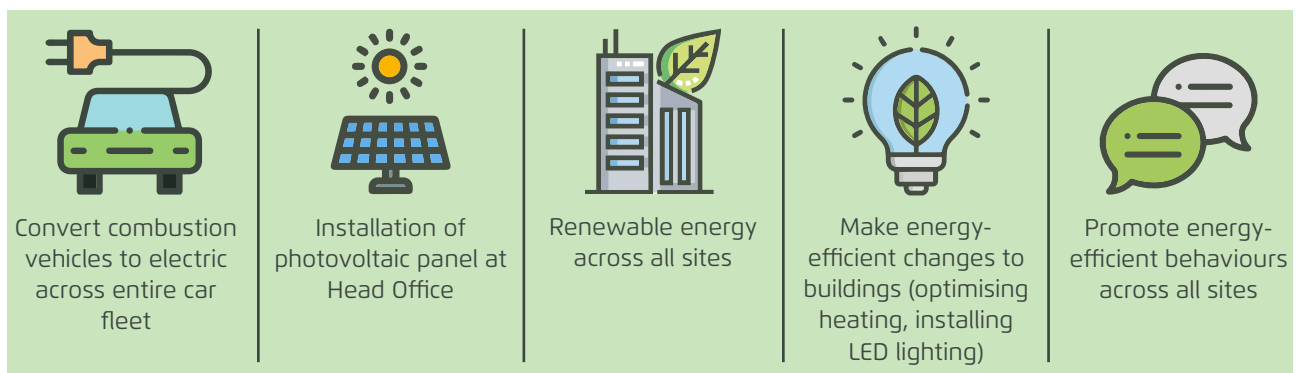 Convert combustion
vehicles to electric
across entire car
fleet
Installation of
photovoltaic panel at
Head Office
Renewable energy
across all sites
Make energy-
efficient changes to
buildings (optimising
heating, installing
LED lighting)
Promote energy-
efficient behaviours
across all sites